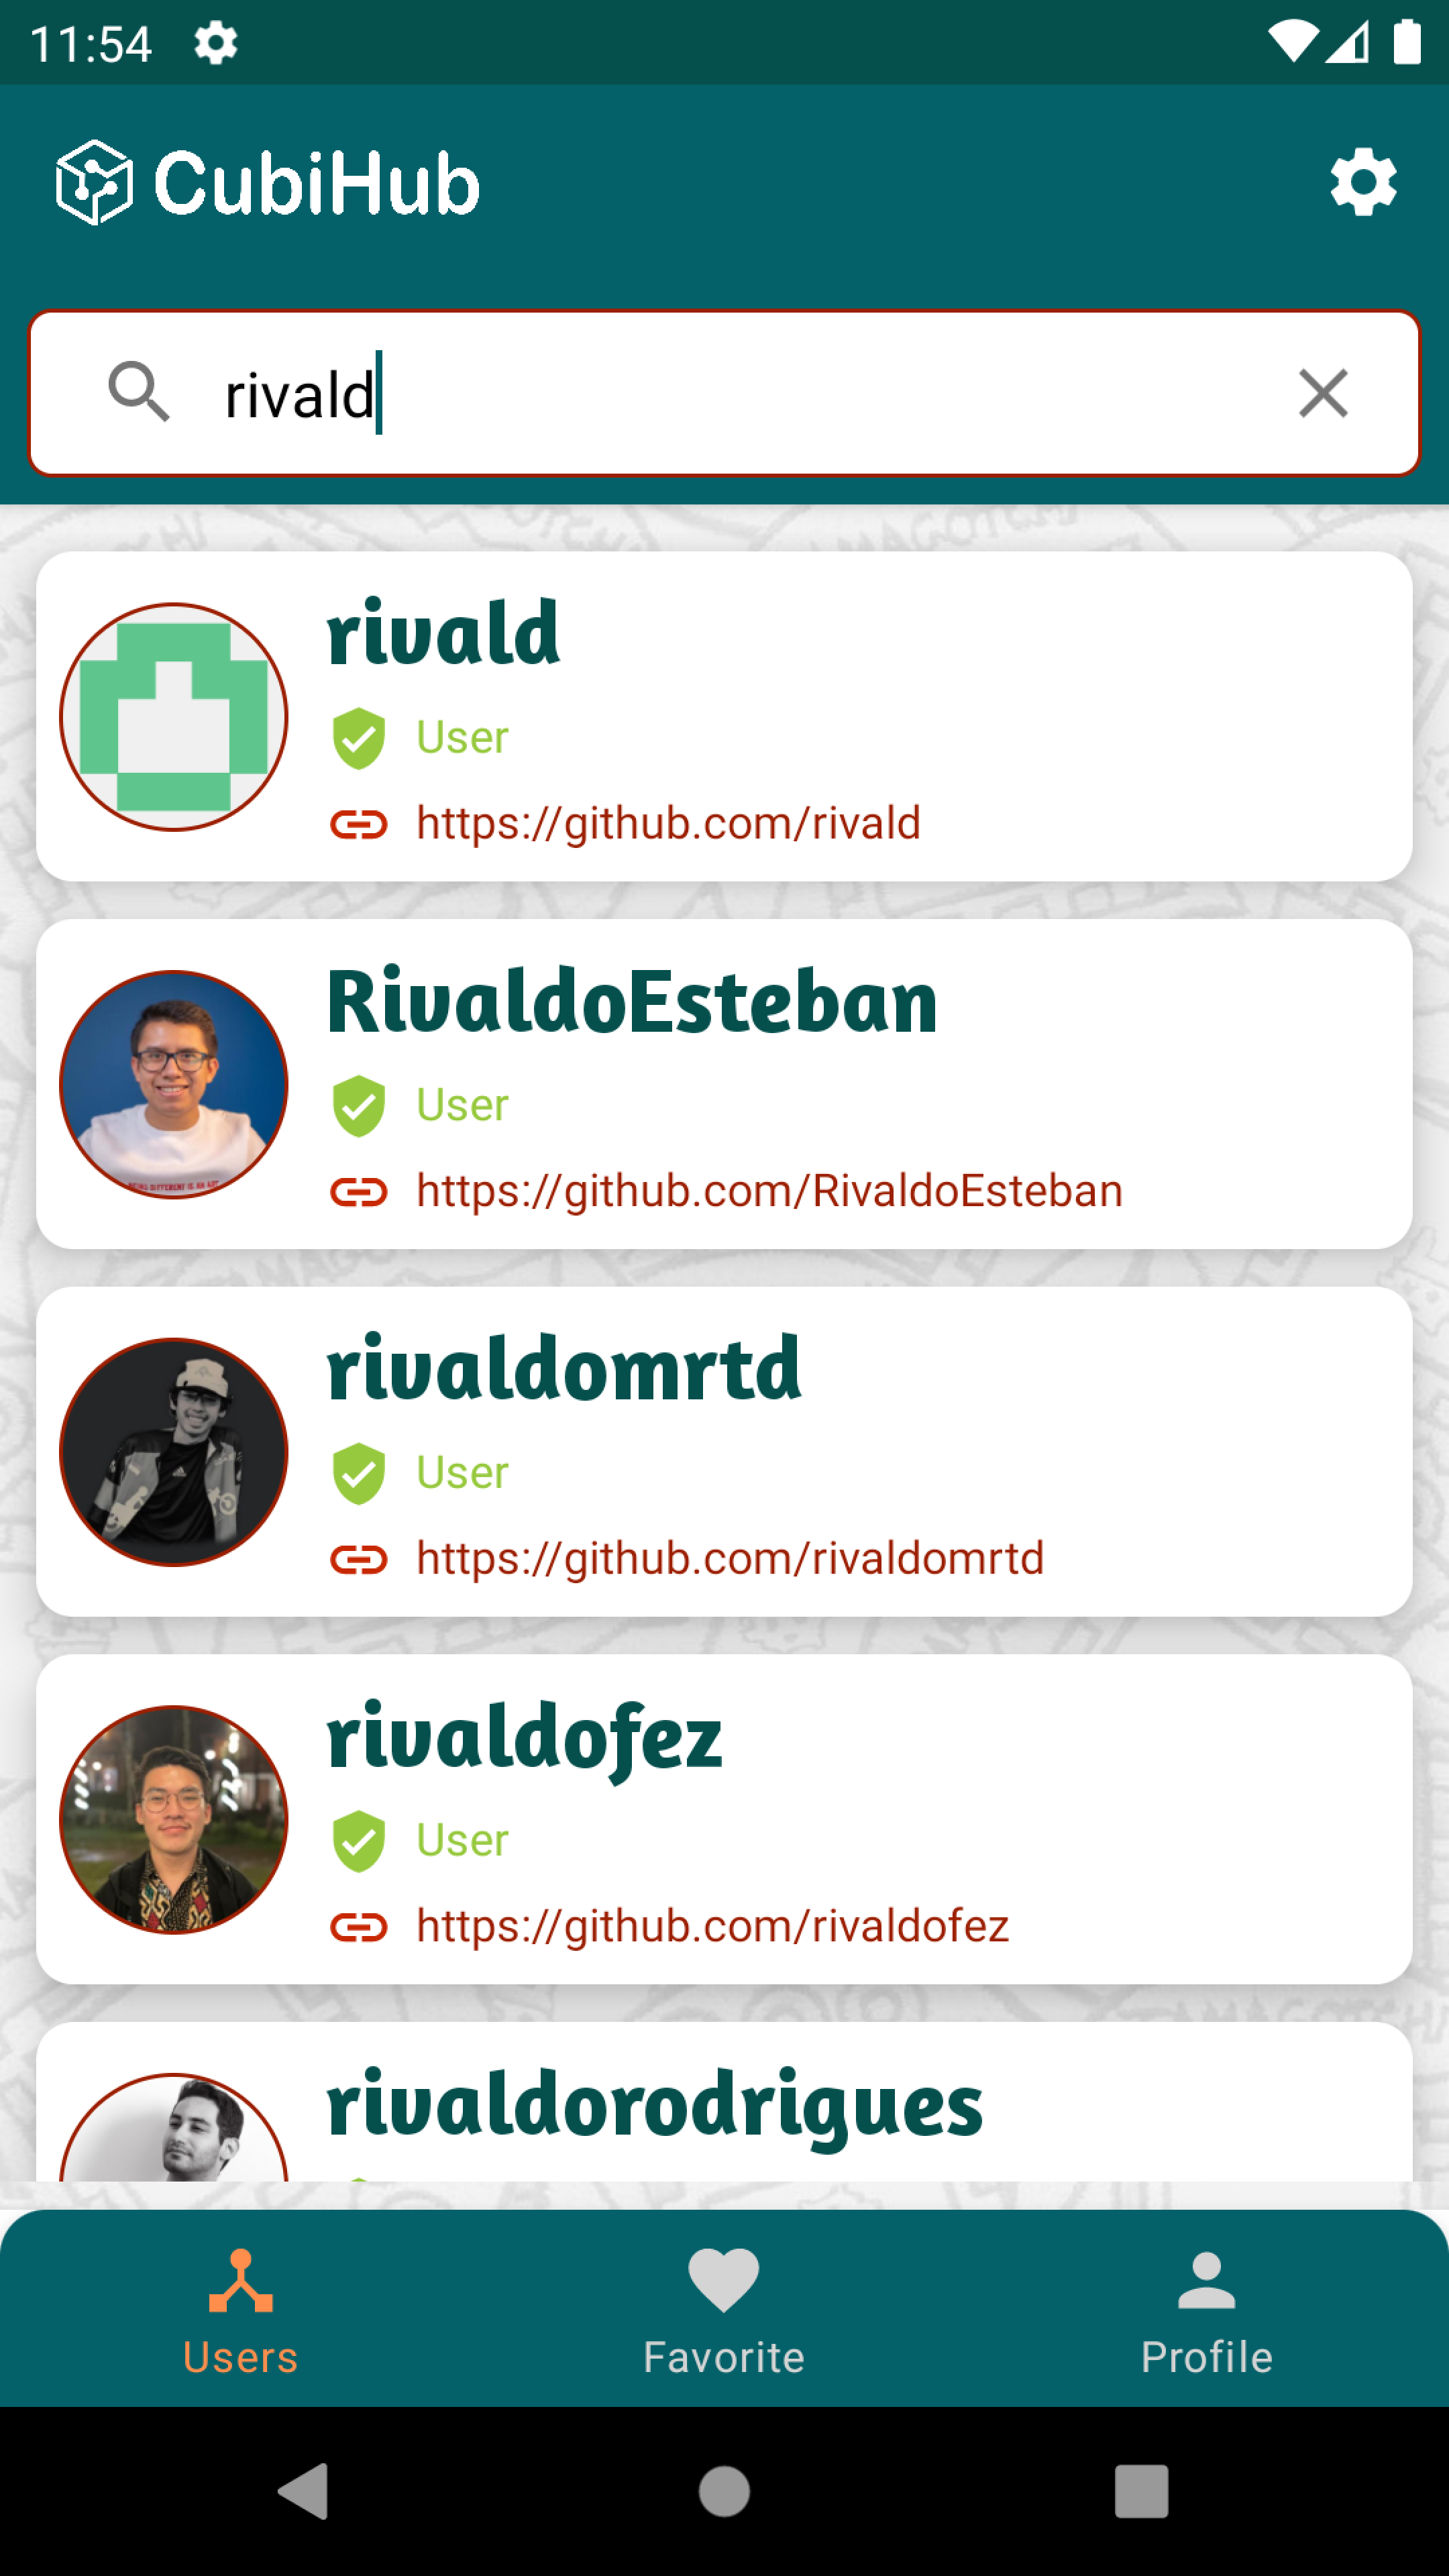 11:54
CubiHub
rivald
rivald
User
https://github.com/rivald
RivaldoEsteban
User
https://github.com/RivaldoEsteban
rivaldomrtd
User
https://github.com/rivaldomrtd
rivaldofez
User
https://github.com/rivaldofez
rivaldorodrigues
Users
Favorite
Profile